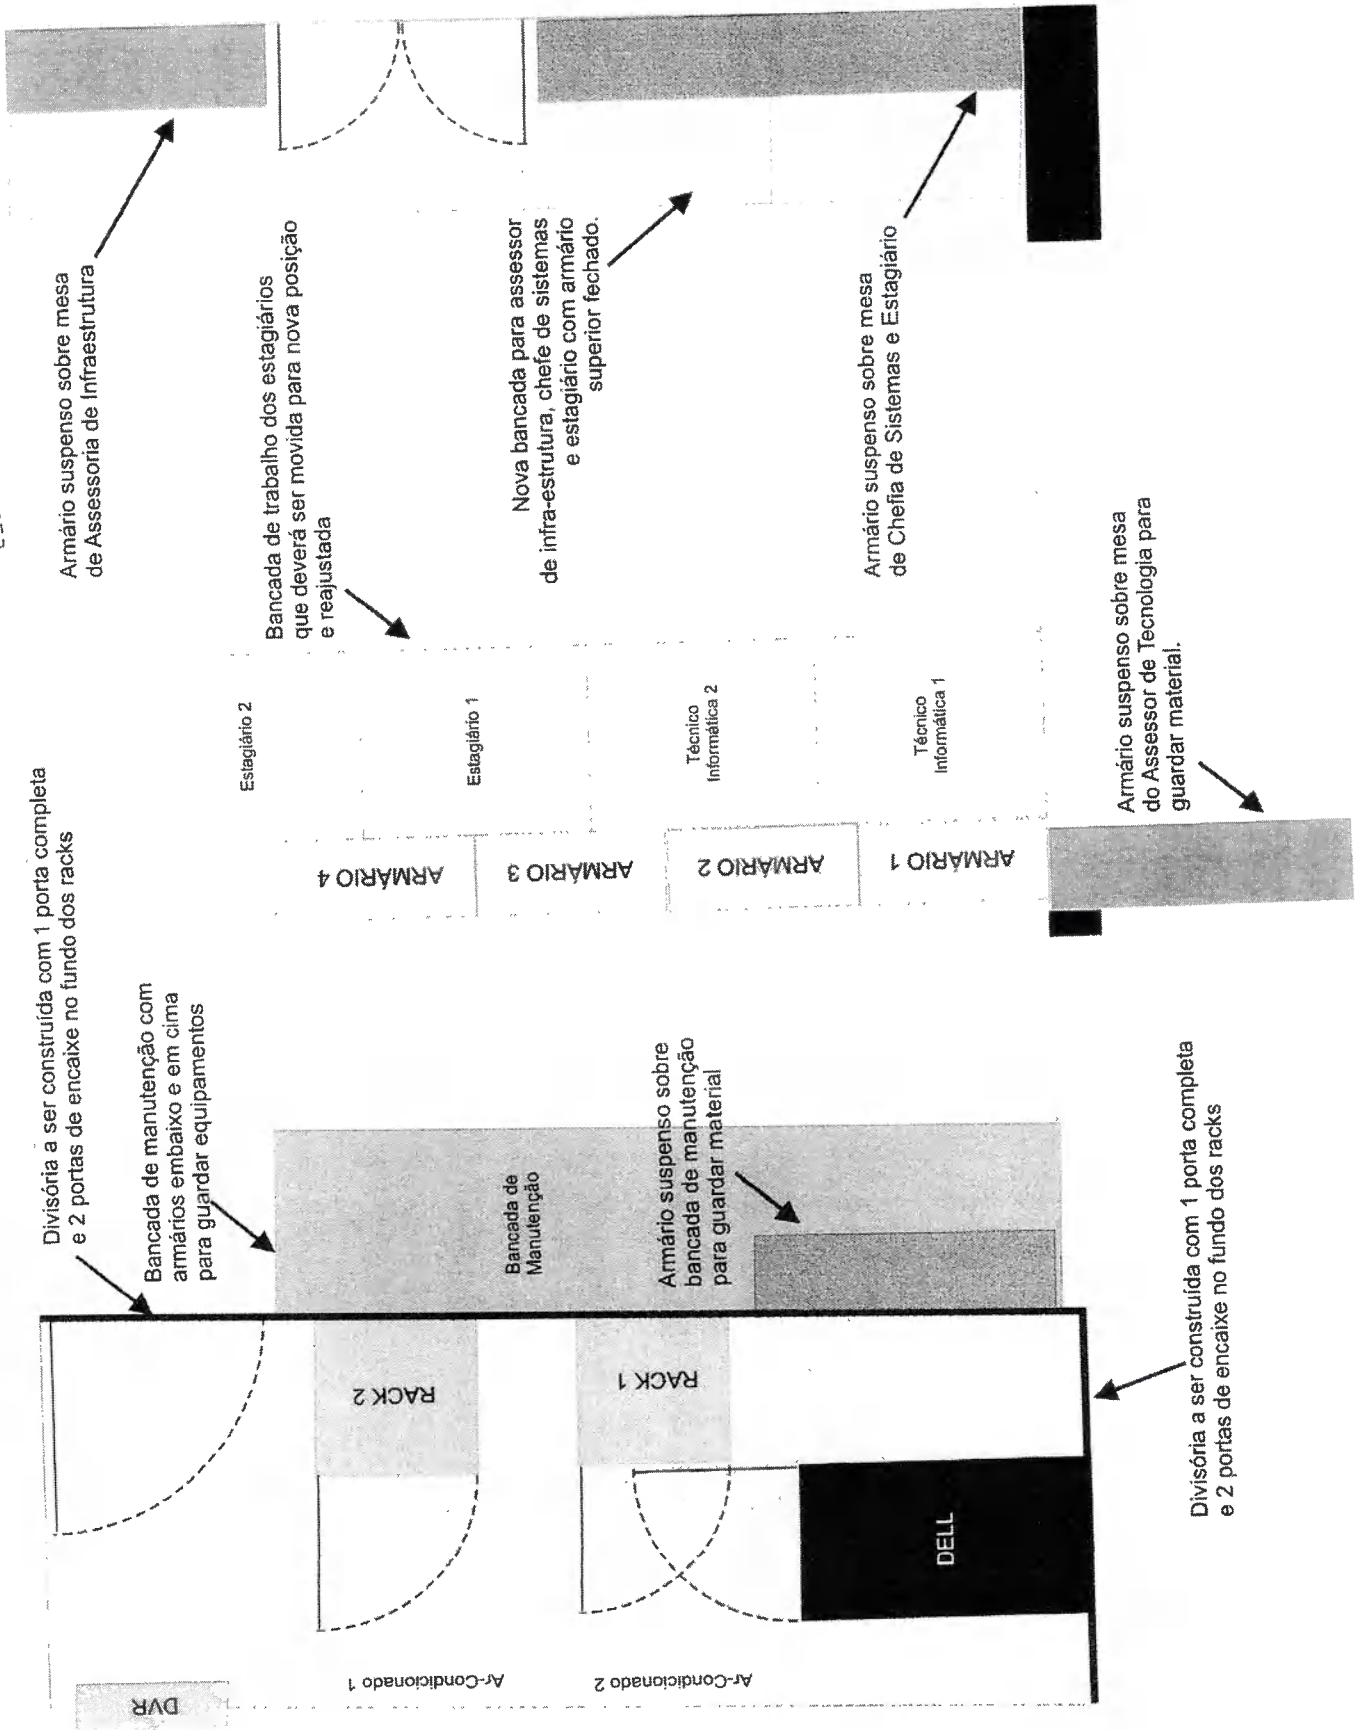 Divisória a ser construída com 1 porta completa
e 2 portas de encaixe no fundo dos racks
Bancada de manutenção com
armários embaixo e em cima
para guardar equipamentos
Armário suspenso sobre mesa
de Assessoria de Infraestrutura
Bancada de trabalho dos estagiários
que deverá ser movida para nova posição
e reajustada
Nova bancada para assessor
de infra-estrutura, chefe de sistemas
e estagiário com armário
superior fechado.
Armário suspenso sobre mesa
de Chefia de Sistemas e Estagiário
Armário suspenso sobre mesa
do Assessor de Tecnologia para
guardar material.
Estagiário 2
Estagiário 1
Técnico
Informática 2
Técnico
Informática 1
ARMÁRIO 4
ARMÁRIO 3
ARMÁRIO 2
ARMÁRIO 1
Bancada de
Manutenção
Armário suspenso sobre
bancada de manutenção
para guardar material
RACK 2
RACK 1
DELL
DVR
Ar-Condicionado 1
Ar-Condicionado 2
Divisória a ser construída com 1 porta completa
e 2 portas de encaixe no fundo dos racks